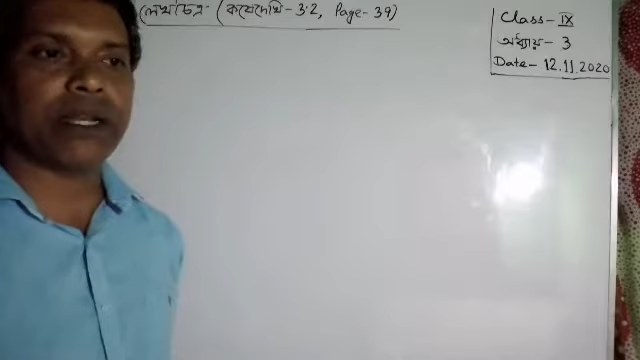 লেখচিত্র (কষেদেখি - 3.2, Page - 39)
Class - IX
অধ্যায় - 3
Date - 12.11.2020